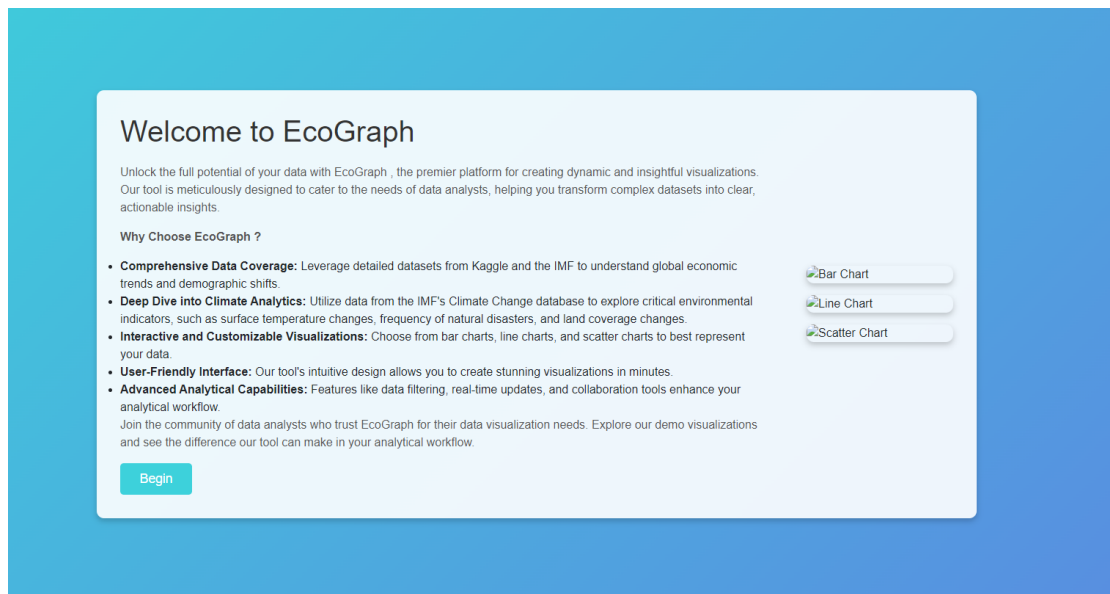 Welcome to EcoGraph
Unlock the full potential of your data with EcoGraph , the premier platform for creating dynamic and insightful visualizations.
Our tool is meticulously designed to cater to the needs of data analysts, helping you transform complex datasets into clear,
actionable insights.
Why Choose EcoGraph ?
• Comprehensive Data Coverage: Leverage detailed datasets from Kaggle and the IMF to understand global economic
trends and demographic shifts.
• Deep Dive into Climate Analytics: Utilize data from the IMF's Climate Change database to explore critical environmental
indicators, such as surface temperature changes, frequency of natural disasters, and land coverage changes.
• Interactive and Customizable Visualizations: Choose from bar charts, line charts, and scatter charts to best represent
your data.
• User-Friendly Interface: Our tool's intuitive design allows you to create stunning visualizations in minutes.
• Advanced Analytical Capabilities: Features like data filtering, real-time updates, and collaboration tools enhance your
analytical workflow.
Join the community of data analysts who trust EcoGraph for their data visualization needs. Explore our demo visualizations
and see the difference our tool can make in your analytical workflow.
Begin
Bar Chart
Line Chart
Scatter Chart